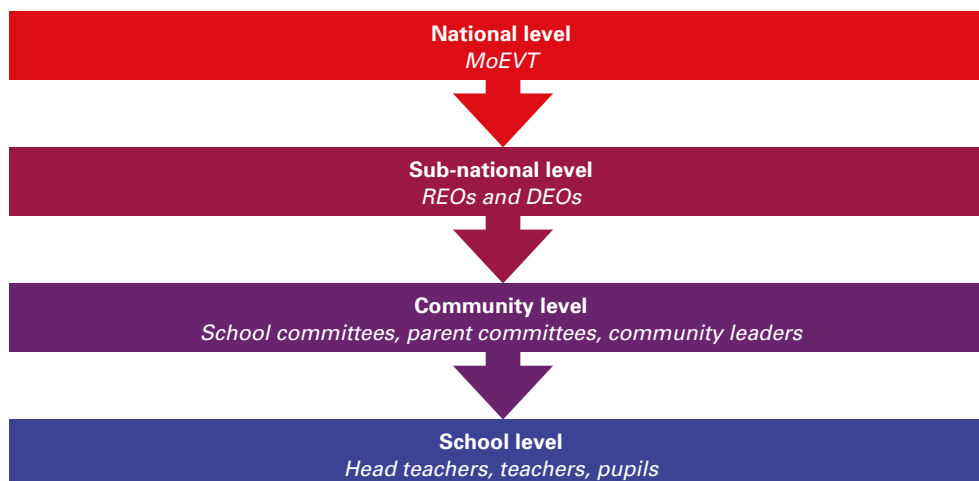 National level
MoEVT
Sub-national level
REOs and DEOs
Community level
School committees, parent committees, community leaders
School level
Head teachers, teachers, pupils